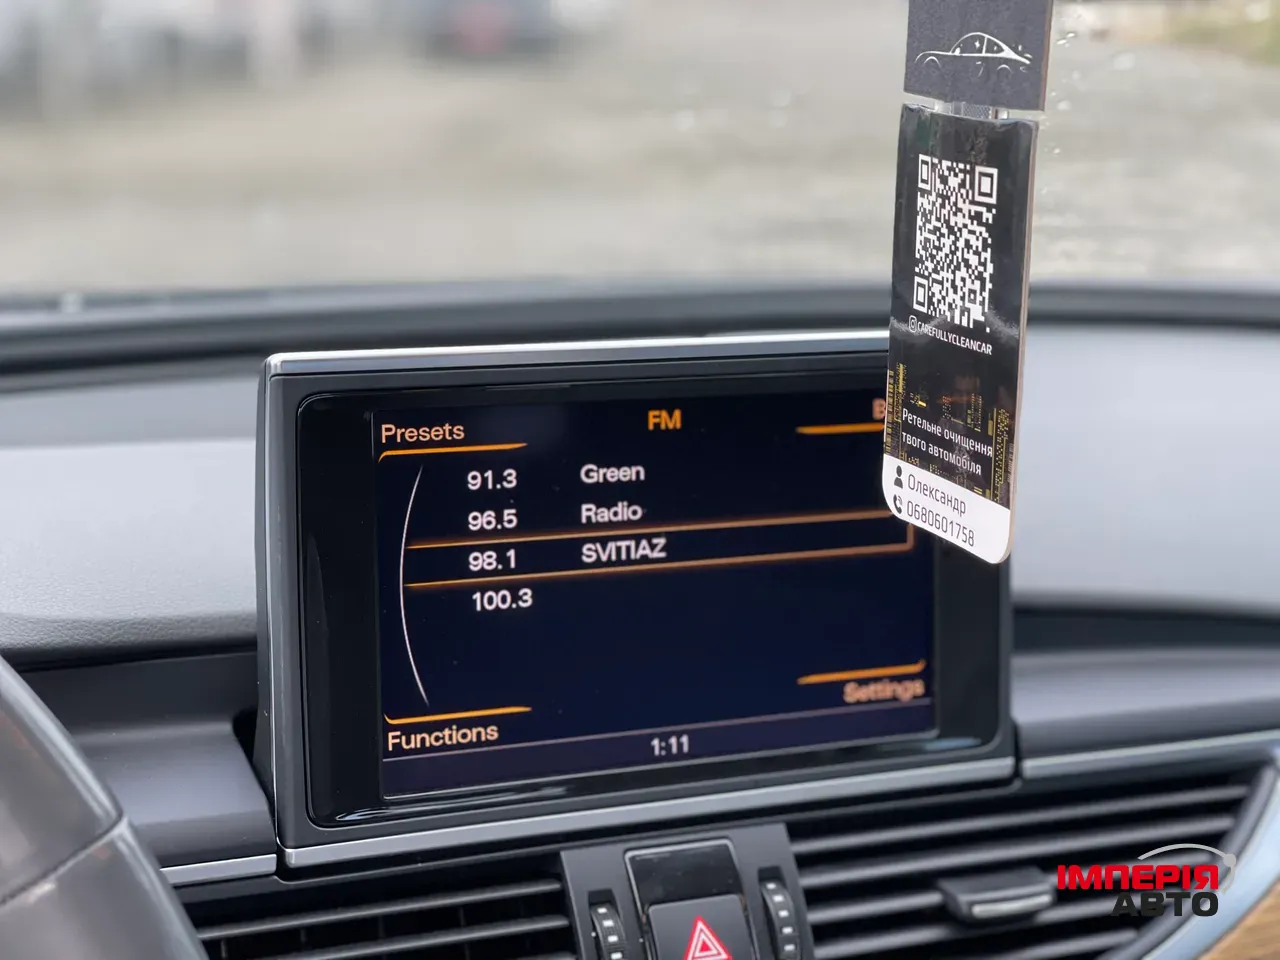 Presets
FM
91.3 Green
96.5 Radio
98.1 SVITIAZ
100.3
Settings
Functions
1:11
CAREFULLYCLEANCAR
Ретельне очищення
твого автомобіля
Олександр
0680601758
ІМПЕРІЯ
АВТО